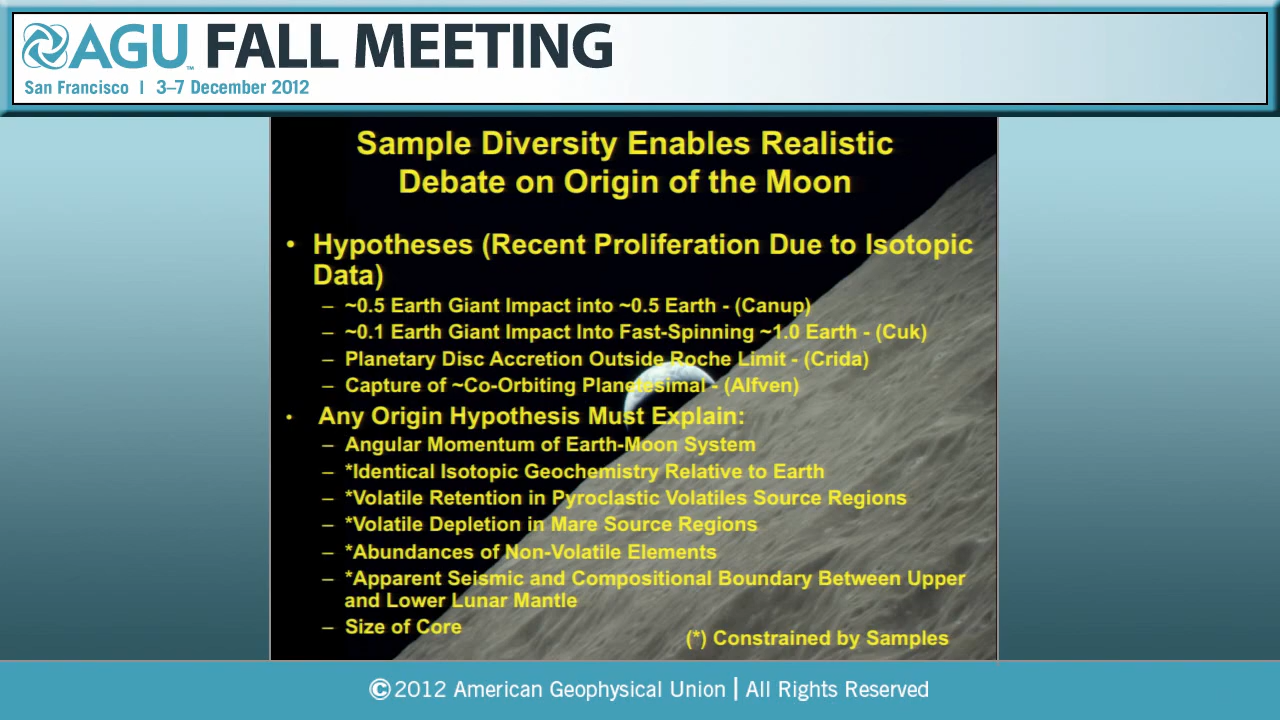 AGU™ FALL MEETING
San Francisco | 3–7 December 2012
Sample Diversity Enables Realistic
Debate on Origin of the Moon
• Hypotheses (Recent Proliferation Due to Isotopic
Data)
– ~0.5 Earth Giant Impact into ~0.5 Earth - (Canup)
– ~0.1 Earth Giant Impact Into Fast-Spinning ~1.0 Earth - (Cuk)
– Planetary Disc Accretion Outside Roche Limit - (Crida)
– Capture of ~Co-Orbiting Planetesimal - (Alfven)
• Any Origin Hypothesis Must Explain:
– Angular Momentum of Earth-Moon System
– *Identical Isotopic Geochemistry Relative to Earth
– *Volatile Retention in Pyroclastic Volatiles Source Regions
– *Volatile Depletion in Mare Source Regions
– *Abundances of Non-Volatile Elements
– *Apparent Seismic and Compositional Boundary Between Upper
and Lower Lunar Mantle
– Size of Core
(*) Constrained by Samples
©2012 American Geophysical Union | All Rights Reserved